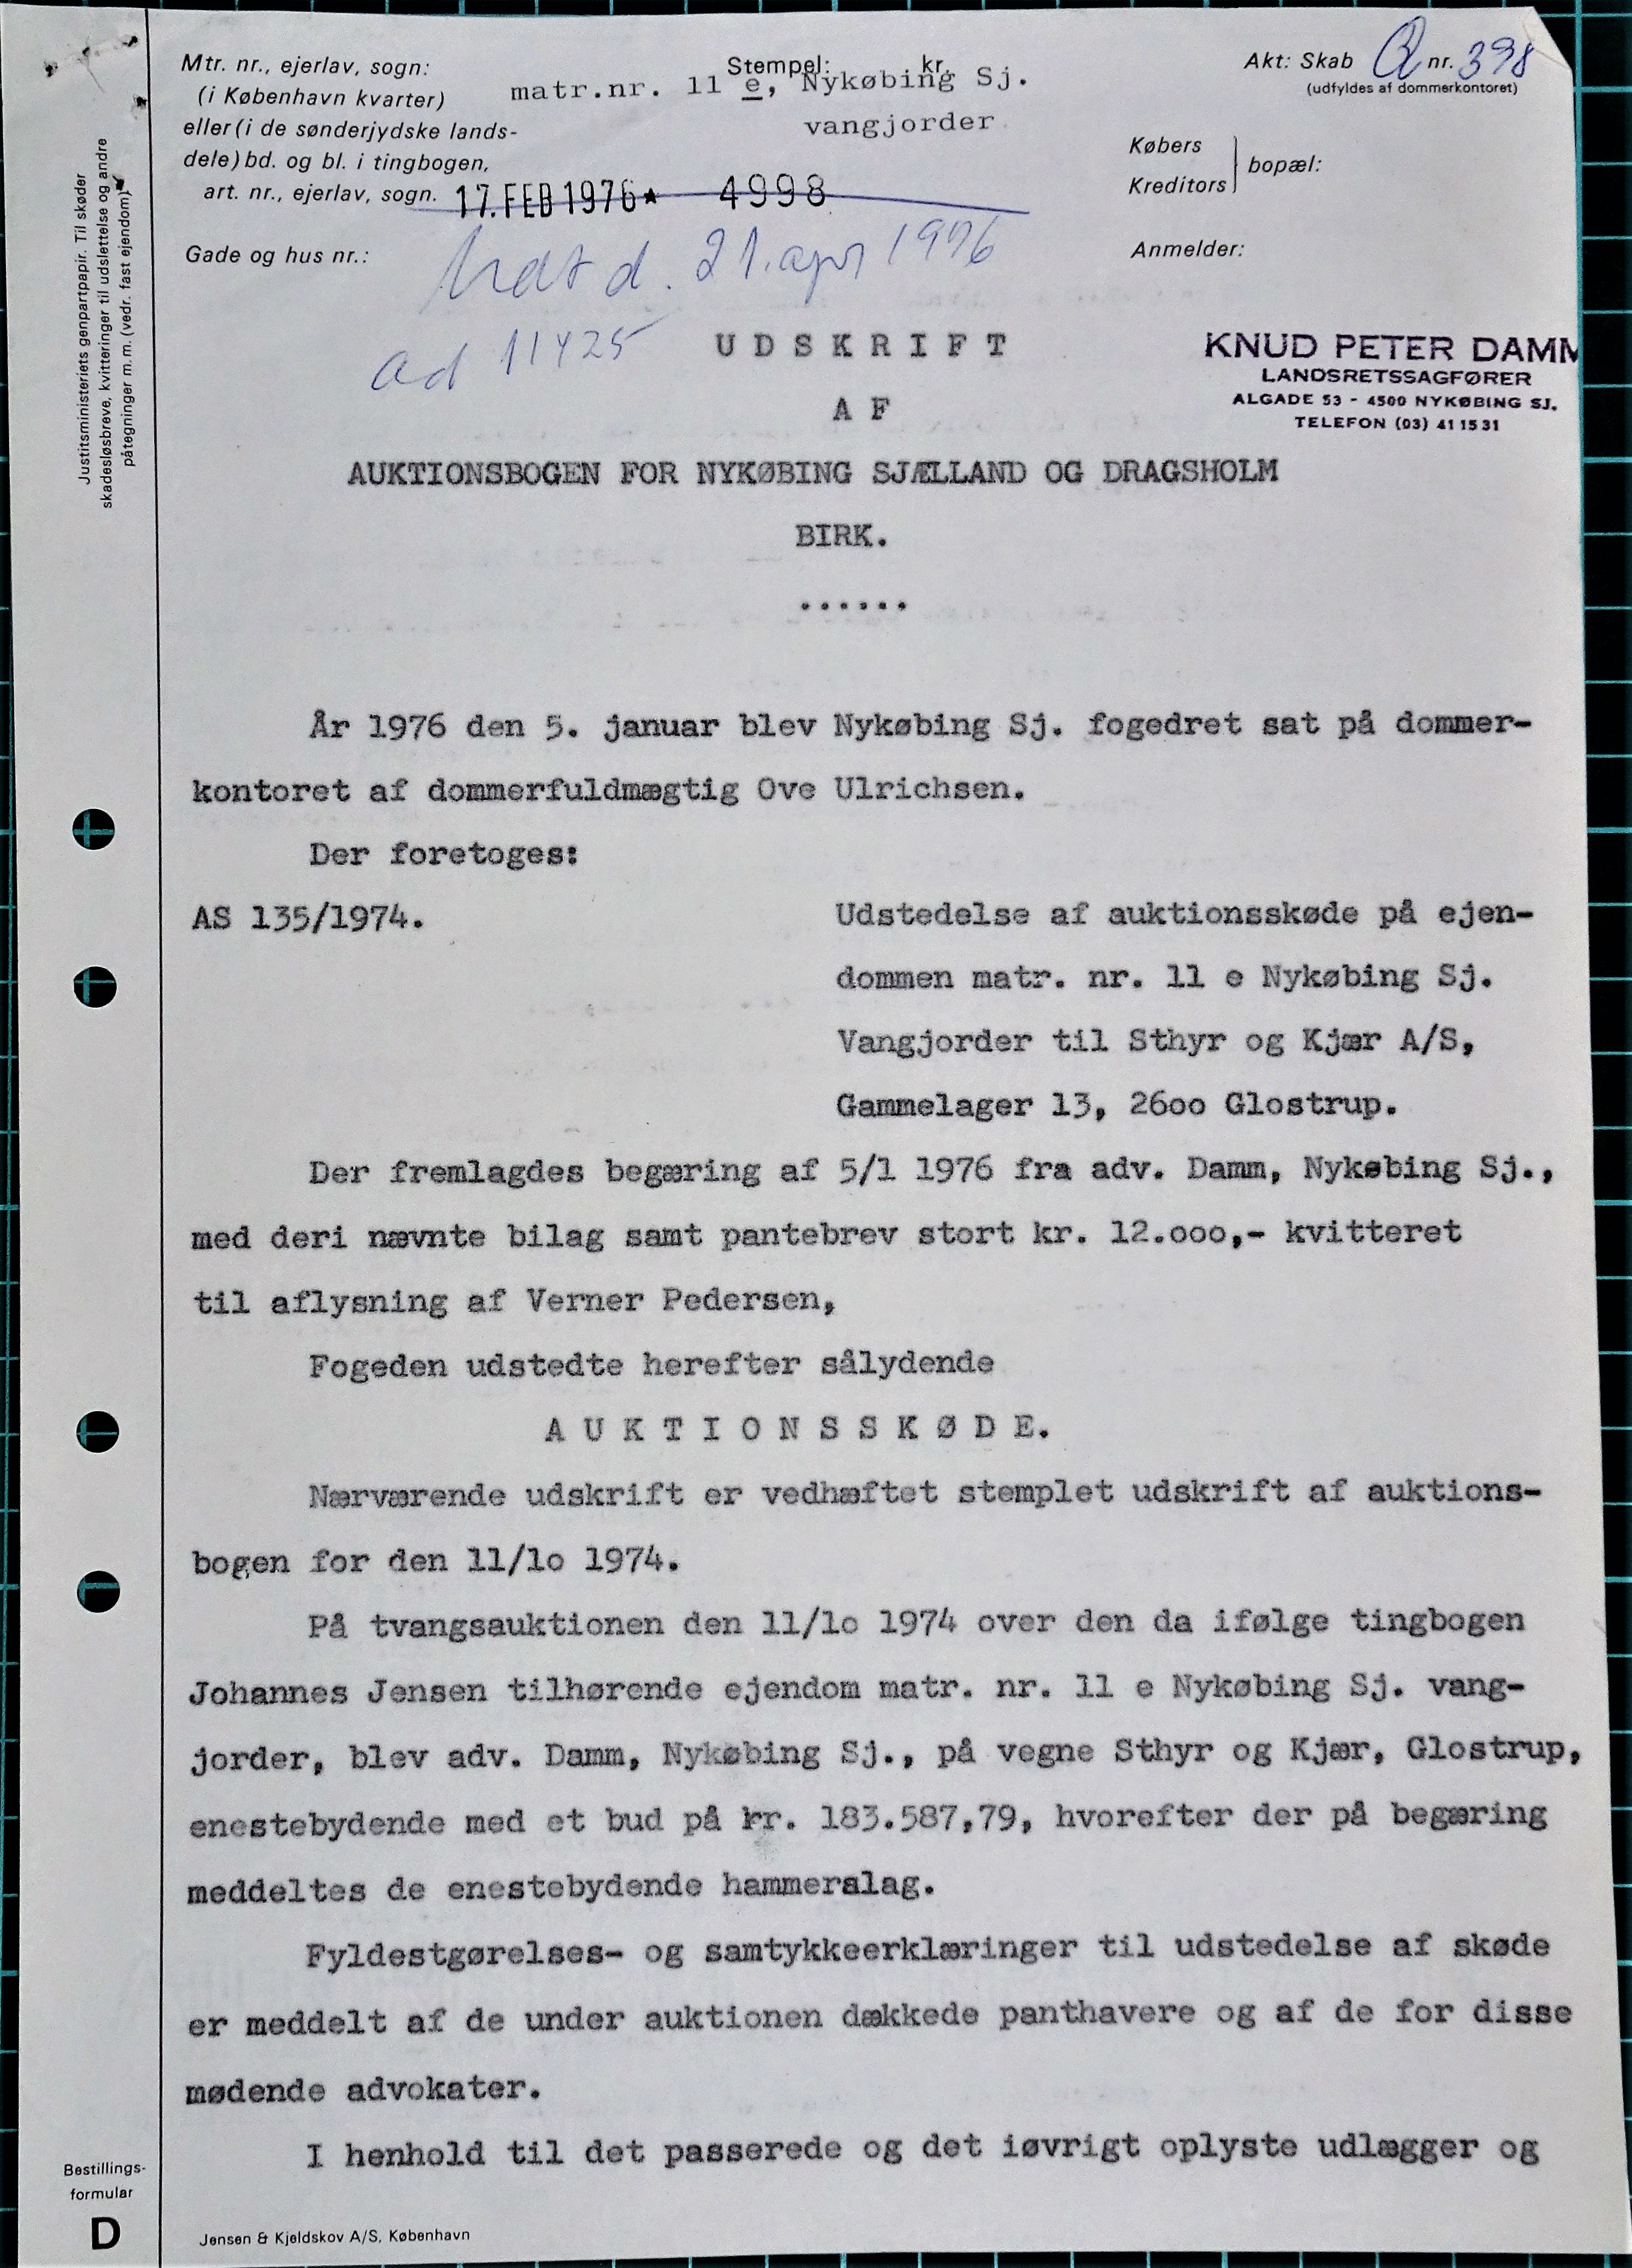 Mtr. nr., ejerlav, sogn:
(i København kvarter)
eller (i de sønderjydske lands-
dele) bd. og bl. i tingbogen,
art. nr., ejerlav, sogn.
Gade og hus nr.:
Stempel: kr.
matr.nr. 11 e, Nykøbing Sj.
vangjorder
17. FEB 1976★ 4998
d. 21. apr 1976
ad 11425
Akt: Skab Q nr. 398
(udfyldes af dommerkontoret)
Købers
Kreditors
bopæl:
Anmelder:
KNUD PETER DAMM
LANDSRETSSAGFØRER
ALGADE 53 - 4500 NYKØBING SJ.
TELEFON (03) 41 15 31
Justitsministeriets genpartpapir. Til skøder
skadesløsbreve, kvitteringer til udslettelse og andre
påtegninger m. m. (vedr. fast ejendom)
UDSKRIFT
AF
AUKTIONSBOGEN FOR NYKØBING SJÆLLAND OG DRAGSHOLM
BIRK.
......
År 1976 den 5. januar blev Nykøbing Sj. fogedret sat på dommer-
kontoret af dommerfuldmægtig Ove Ulrichsen.
Der foretoges:
AS 135/1974.
Udstedelse af auktionsskøde på ejen-
dommen matr. nr. 11 e Nykøbing Sj.
Vangjorder til Sthyr og Kjær A/S,
Gammelager 13, 26oo Glostrup.
Der fremlagdes begæring af 5/1 1976 fra adv. Damm, Nykøbing Sj.,
med deri nævnte bilag samt pantebrev stort kr. 12.ooo,- kvitteret
til aflysning af Verner Pedersen,
Fogeden udstedte herefter sålydende
AUKTIONSSKØDE.
Nærværende udskrift er vedhæftet stemplet udskrift af auktions-
bogen for den 11/1o 1974.
På tvangsauktionen den 11/1o 1974 over den da ifølge tingbogen
Johannes Jensen tilhørende ejendom matr. nr. 11 e Nykøbing Sj. vang-
jorder, blev adv. Damm, Nykøbing Sj., på vegne Sthyr og Kjær, Glostrup,
enestebydende med et bud på kr. 183.587,79, hvorefter der på begæring
meddeltes de enestebydende hammerslag.
Fyldestgørelses- og samtykkeerklæringer til udstedelse af skøde
er meddelt af de under auktionen dækkede panthavere og af de for disse
mødende advokater.
I henhold til det passerede og det iøvrigt oplyste udlægger og
Bestillings-
formular
D
Jensen & Kjeldskov A/S, København